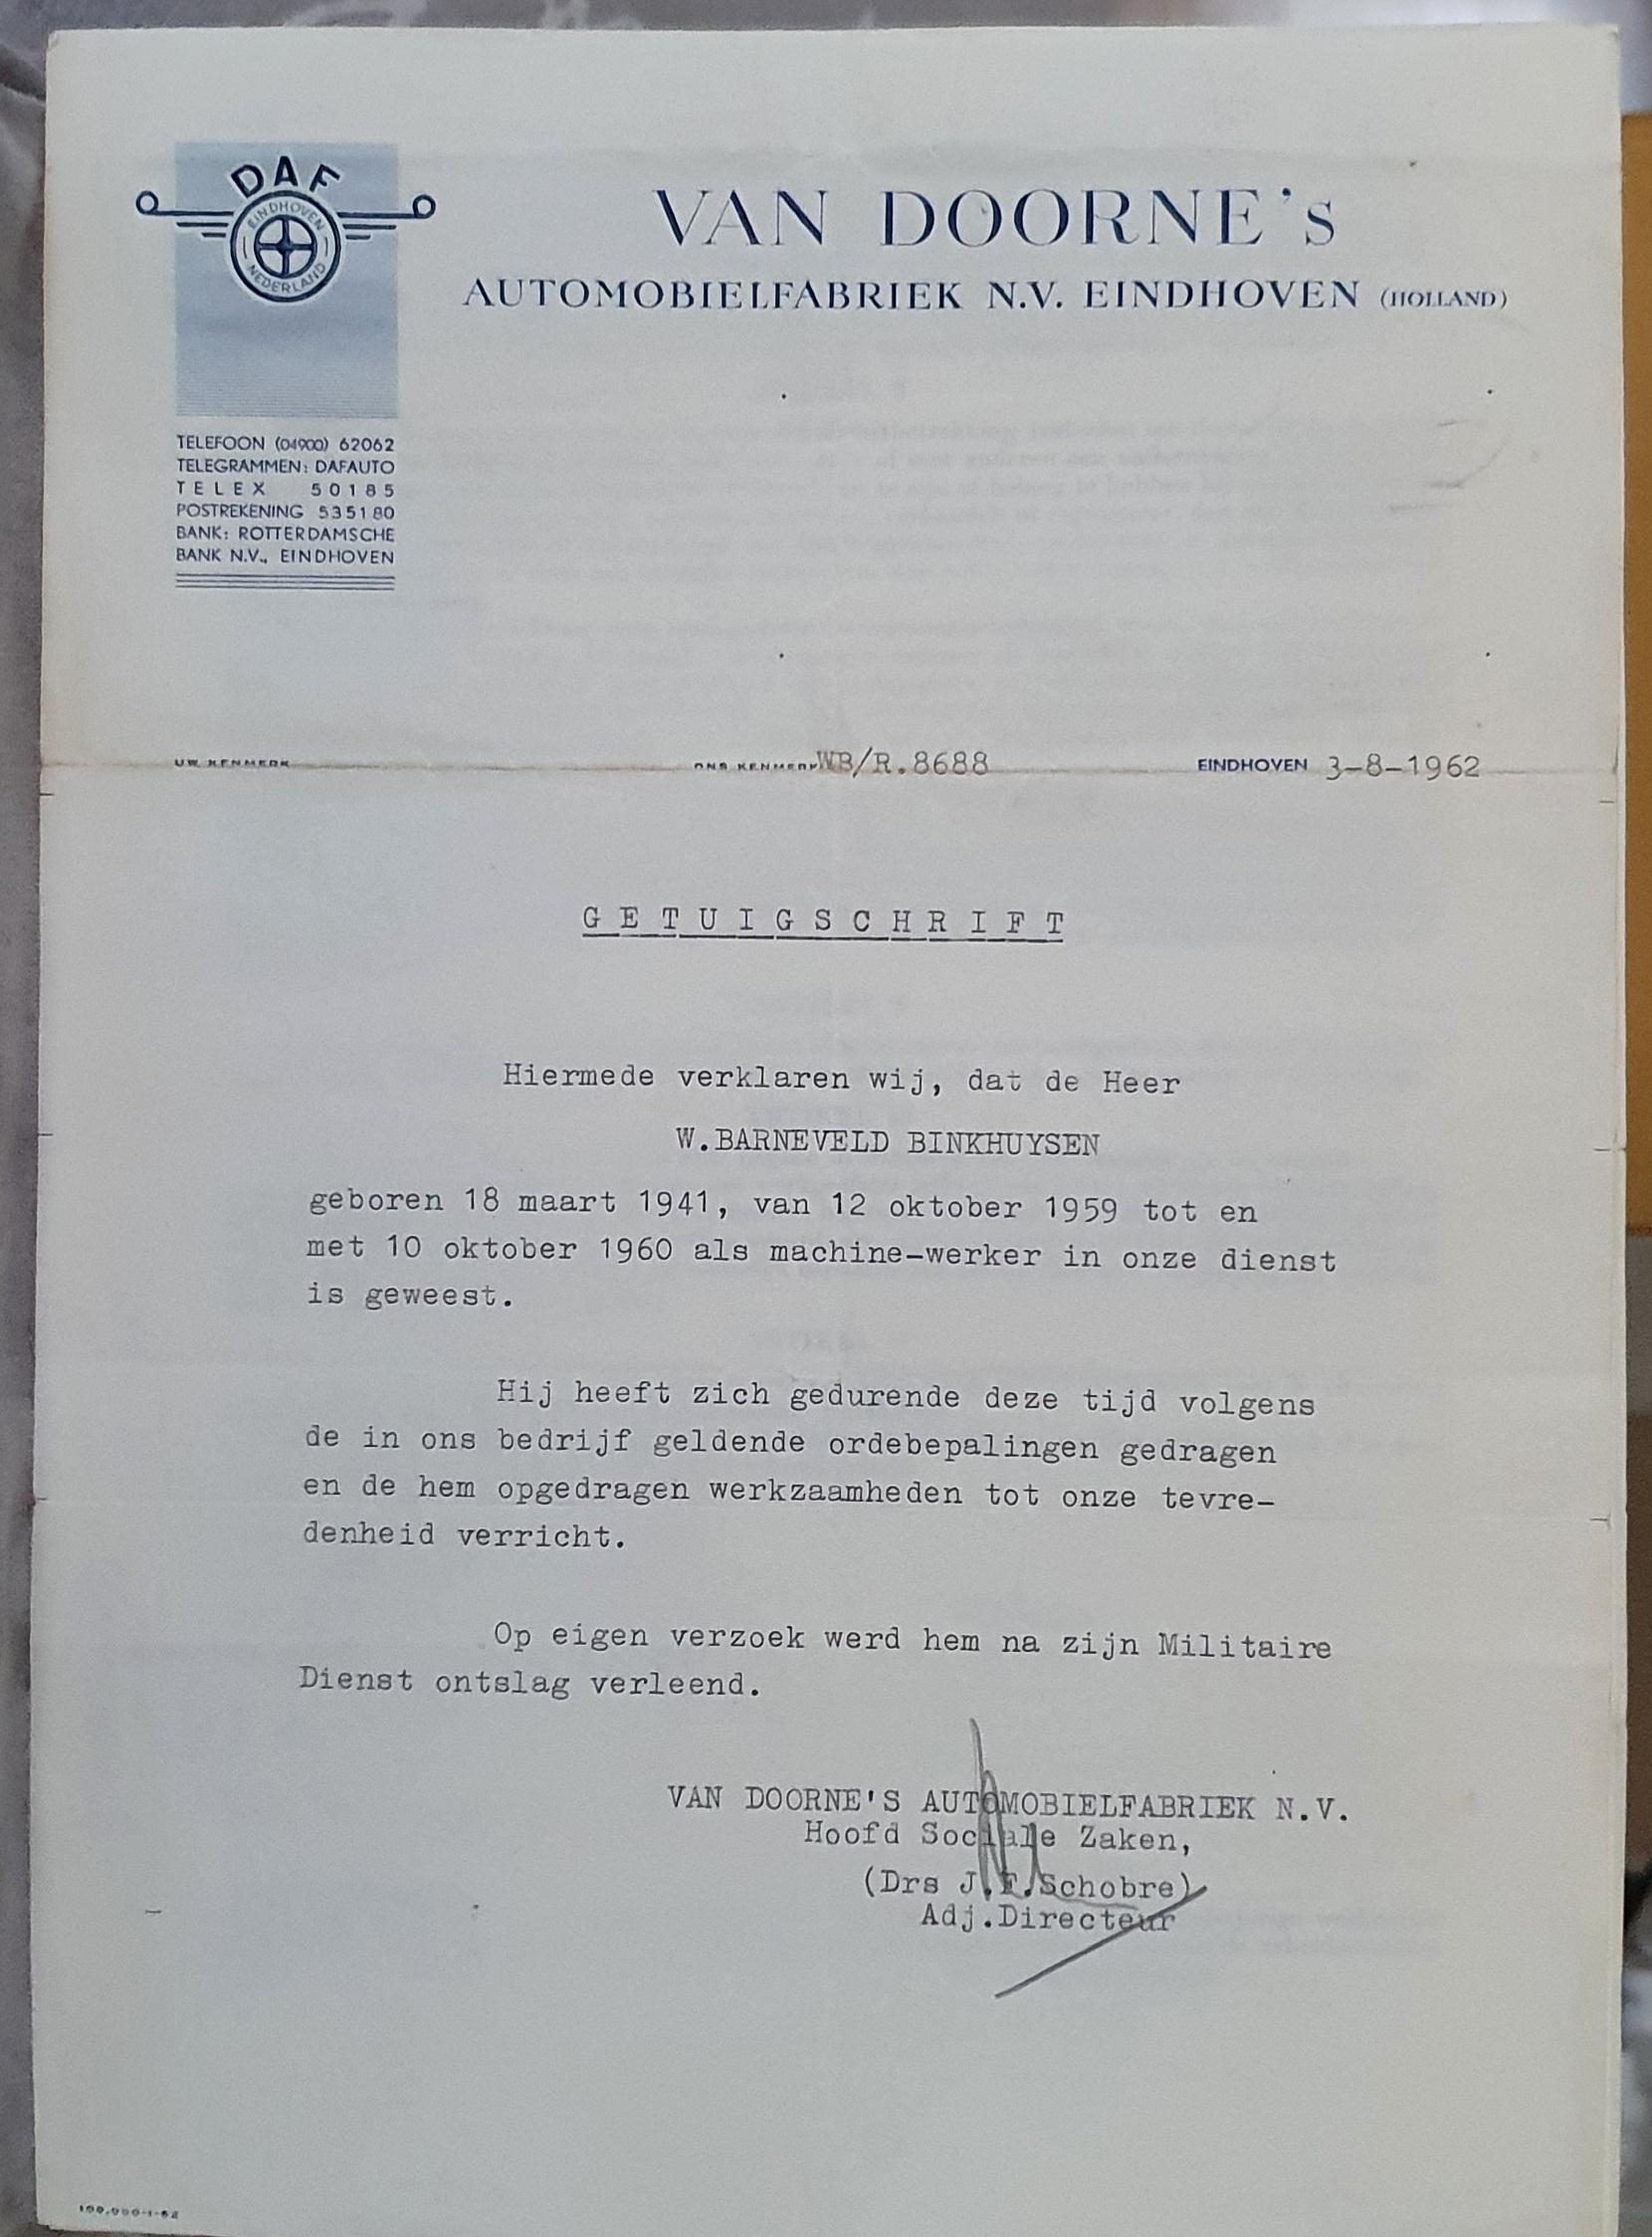 DAF
EINDHOVEN
NEDERLAND
VAN DOORNE's
AUTOMOBIELFABRIEK N.V. EINDHOVEN (HOLLAND)
TELEFOON (04900) 62062
TELEGRAMMEN: DAFAUTO
TELEX 50185
POSTREKENING 535180
BANK: ROTTERDAMSCHE
BANK N.V., EINDHOVEN
UW KENMERK ONS KENMERK WB/R.8688 EINDHOVEN 3-8-1962
GETUIGSCHRIFT
Hiermede verklaren wij, dat de Heer
W.BARNEVELD BINKHUYSEN
geboren 18 maart 1941, van 12 oktober 1959 tot en
met 10 oktober 1960 als machine-werker in onze dienst
is geweest.
Hij heeft zich gedurende deze tijd volgens
de in ons bedrijf geldende ordebepalingen gedragen
en de hem opgedragen werkzaamheden tot onze tevre-
denheid verricht.
Op eigen verzoek werd hem na zijn Militaire
Dienst ontslag verleend.
VAN DOORNE'S AUTOMOBIELFABRIEK N.V.
Hoofd Sociale Zaken,
(Drs J.F.Schobre)
Adj.Directeur
100.000-1-62